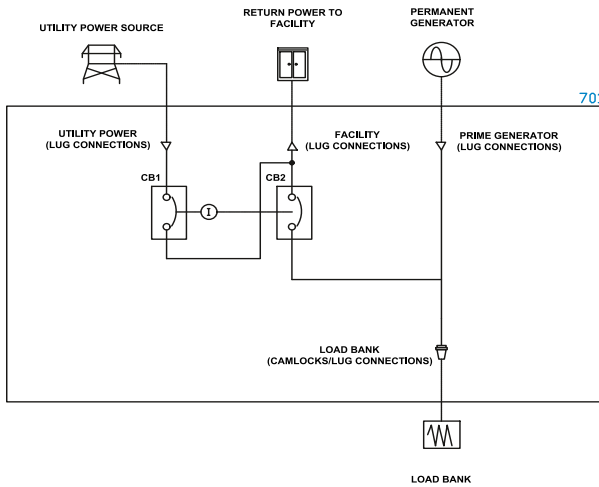 UTILITY POWER SOURCE
RETURN POWER TO
FACILITY
PERMANENT
GENERATOR
702
UTILITY POWER
(LUG CONNECTIONS)
FACILITY
(LUG CONNECTIONS)
PRIME GENERATOR
(LUG CONNECTIONS)
CB1
CB2
I
LOAD BANK
(CAMLOCKS/LUG CONNECTIONS)
LOAD BANK